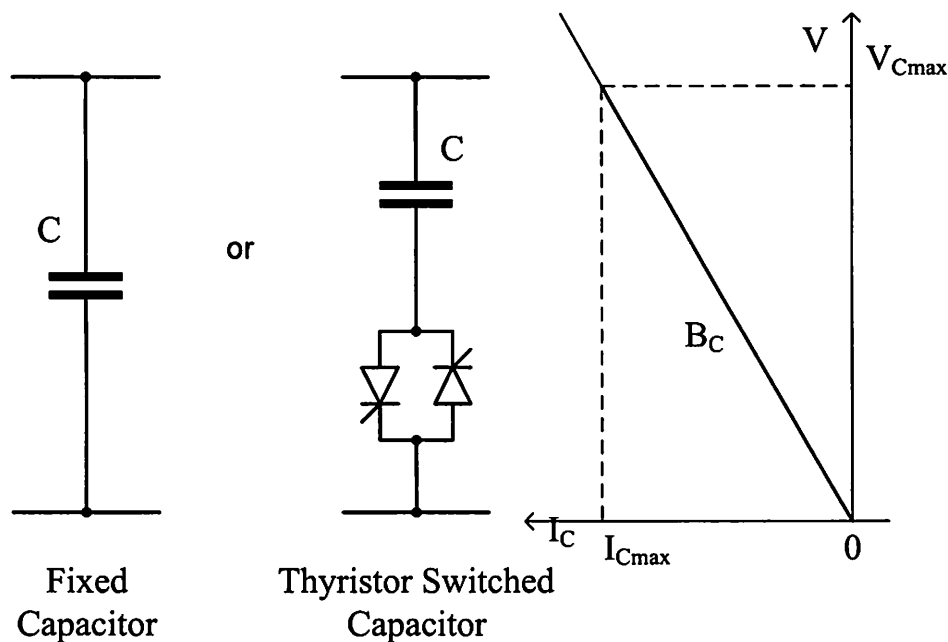 C
Fixed
Capacitor
or
C
Thyristor Switched
Capacitor
V
V_Cmax
B_C
I_C
I_Cmax
0